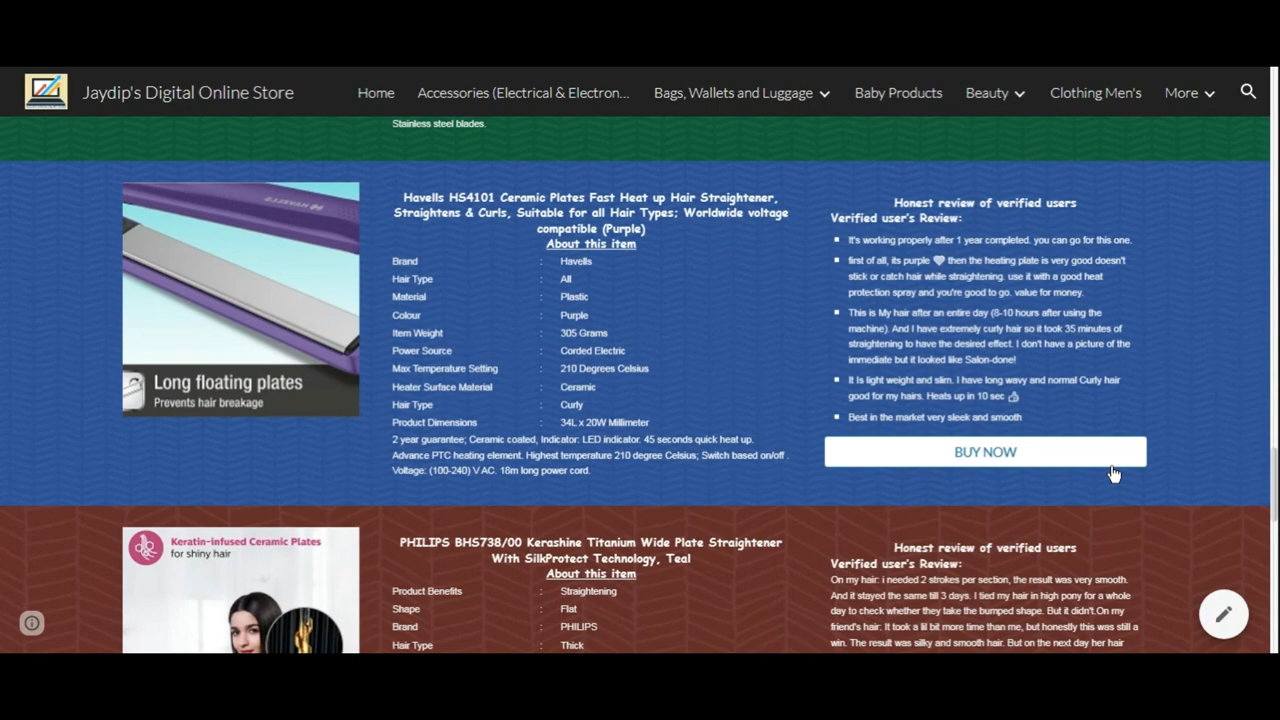 Jaydip's Digital Online Store
Home
Accessories (Electrical & Electron...
Bags, Wallets and Luggage
Baby Products
Beauty
Clothing Men's
More
Stainless steel blades.
HAVELLS
Long floating plates
Prevents hair breakage
Havells HS4101 Ceramic Plates Fast Heat up Hair Straightener,
Straightens & Curls, Suitable for all Hair Types; Worldwide voltage
compatible (Purple)
About this item
Brand : Havells
Hair Type : All
Material : Plastic
Colour : Purple
Item Weight : 305 Grams
Power Source : Corded Electric
Max Temperature Setting : 210 Degrees Celsius
Heater Surface Material : Ceramic
Hair Type : Curly
Product Dimensions : 34L x 20W Millimeter
2 year guarantee; Ceramic coated, Indicator: LED indicator. 45 seconds quick heat up.
Advance PTC heating element. Highest temperature 210 degree Celsius; Switch based on/off .
Voltage: (100-240) V AC. 18m long power cord.
Honest review of verified users
Verified user's Review:
It's working properly after 1 year completed. you can go for this one.
first of all, its purple 💜 then the heating plate is very good doesn't
stick or catch hair while straightening. use it with a good heat
protection spray and you're good to go. value for money.
This is My hair after an entire day (8-10 hours after using the
machine). And I have extremely curly hair so it took 35 minutes of
straightening to have the desired effect. I don't have a picture of the
immediate but it looked like Salon-done!
It Is light weight and slim. I have long wavy and normal Curly hair
good for my hairs. Heats up in 10 sec 👍
Best in the market very sleek and smooth
BUY NOW
Keratin-infused Ceramic Plates
for shiny hair
PHILIPS BHS738/00 Kerashine Titanium Wide Plate Straightener
With SilkProtect Technology, Teal
About this item
Product Benefits : Straightening
Shape : Flat
Brand : PHILIPS
Hair Type : Thick
Honest review of verified users
Verified user's Review:
On my hair: i needed 2 strokes per section, the result was very smooth.
And it stayed the same till 3 days. I tied my hair in high pony for a whole
day to check whether they take the bumped shape. But it didn't.On my
friend's hair: It took a lil bit more time than me, but honestly this was still a
win. The result was silky and smooth hair. But on the next day her hair